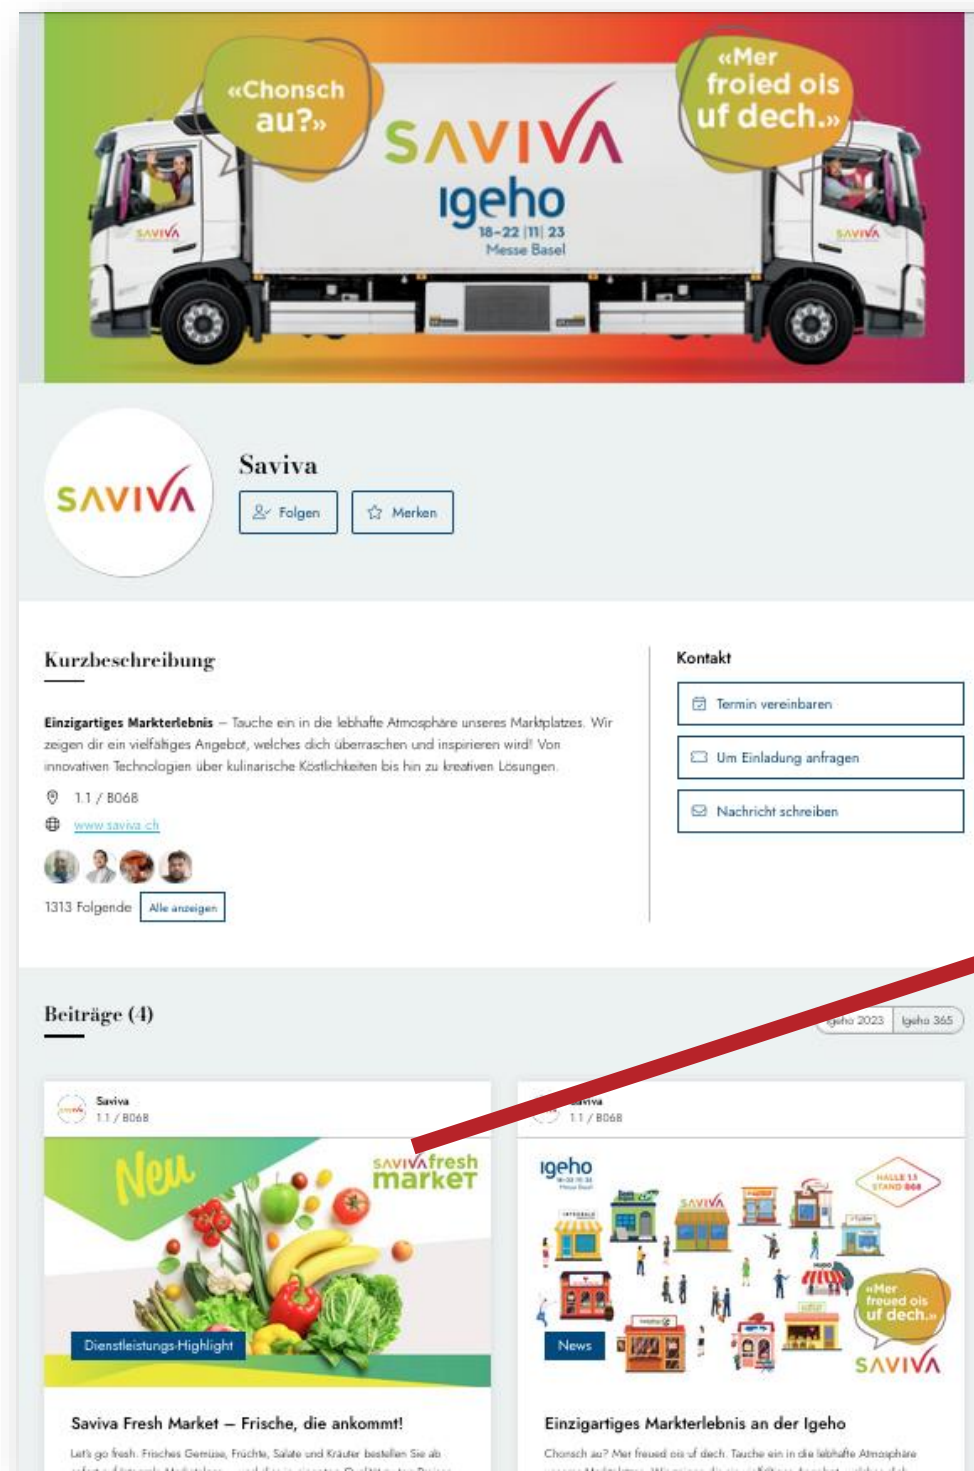 «Chonsch
au?»
«Mer
froied ois
uf dech.»
SAVIVA
Igeho
18–22 |11| 23
Messe Basel
SAVIVA
SAVIVA
SAVIVA
Saviva
Folgen
Merken
Kurzbeschreibung
Einzigartiges Markterlebnis – Tauche ein in die lebhafte Atmosphäre unseres Marktplatzes. Wir
zeigen dir ein vielfältiges Angebot, welches dich überraschen und inspirieren wird! Von
innovativen Technologien über kulinarische Köstlichkeiten bis hin zu kreativen Lösungen.
1.1 / B068
www.saviva.ch
1313 Folgende
Alle anzeigen
Kontakt
Termin vereinbaren
Um Einladung anfragen
Nachricht schreiben
Beiträge (4)
Igeho 2023
Igeho 365
Saviva
1.1 / B068
Neu
SAVIVA fresh
market
Dienstleistungs-Highlight
Saviva Fresh Market – Frische, die ankommt!
Let's go fresh. Frisches Gemüse, Früchte, Salate und Kräuter bestellen Sie ab
Saviva
1.1 / B068
Igeho
Messe Basel
HALLE 1.1
STAND B68
INTEGRALE
SAVIVA
«Mer
freued ois
uf dech.»
News
SAVIVA
Einzigartiges Markterlebnis an der Igeho
Chonsch au? Mer freued ois uf dech. Tauche ein in die lebhafte Atmosphäre